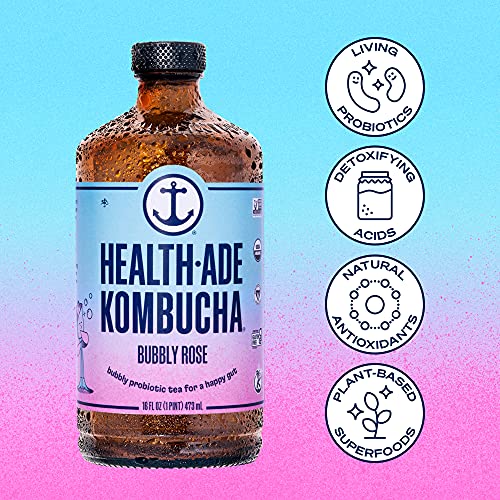 HEALTH-ADE
KOMBUCHA
BUBBLY ROSE
bubbly probiotic tea for a happy gut
16 FL OZ (1 PINT) 473 mL
LIVING
PROBIOTICS
DETOXIFYING
ACIDS
NATURAL
ANTIOXIDANTS
PLANT-BASED
SUPERFOODS